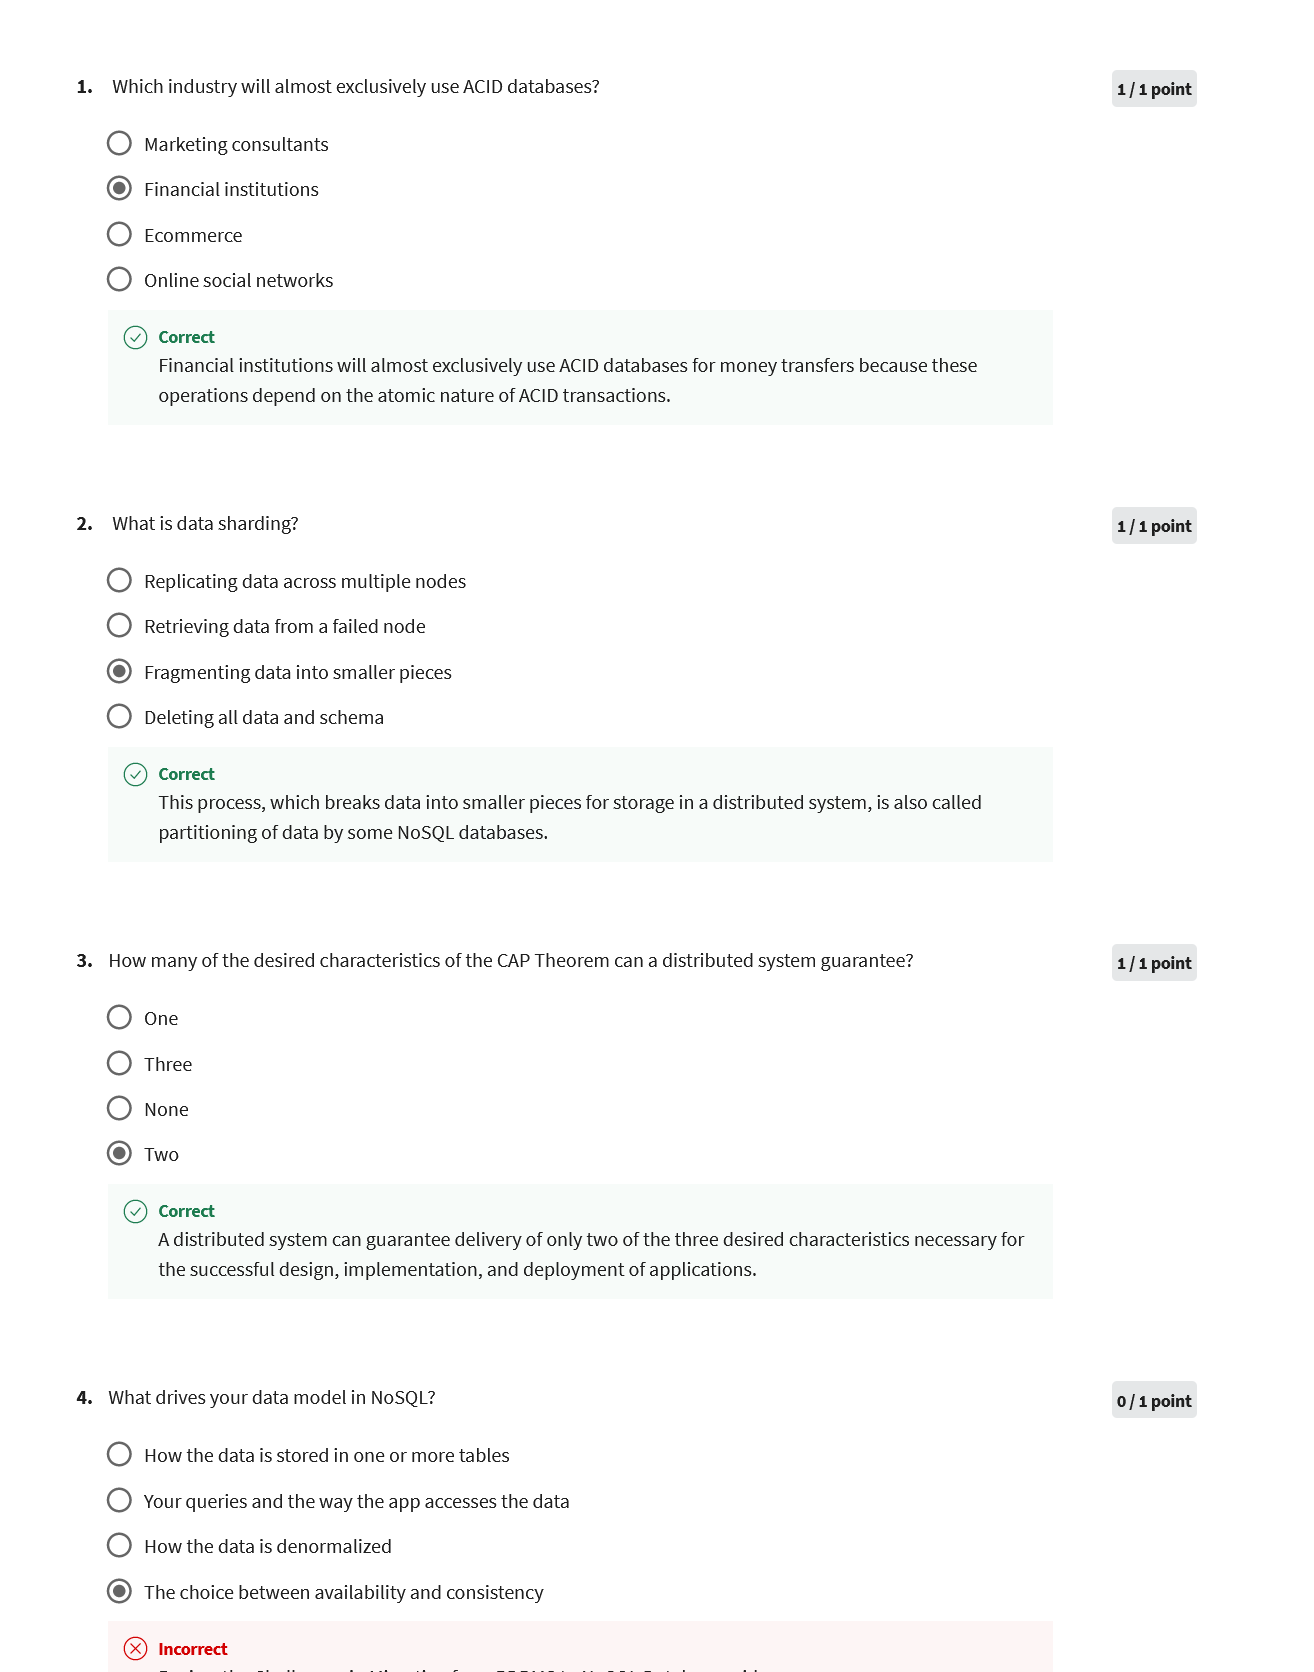 1. Which industry will almost exclusively use ACID databases?
1 / 1 point
Marketing consultants
Financial institutions
Ecommerce
Online social networks
Correct
Financial institutions will almost exclusively use ACID databases for money transfers because these
operations depend on the atomic nature of ACID transactions.
2. What is data sharding?
1 / 1 point
Replicating data across multiple nodes
Retrieving data from a failed node
Fragmenting data into smaller pieces
Deleting all data and schema
Correct
This process, which breaks data into smaller pieces for storage in a distributed system, is also called
partitioning of data by some NoSQL databases.
3. How many of the desired characteristics of the CAP Theorem can a distributed system guarantee?
1 / 1 point
One
Three
None
Two
Correct
A distributed system can guarantee delivery of only two of the three desired characteristics necessary for
the successful design, implementation, and deployment of applications.
4. What drives your data model in NoSQL?
0 / 1 point
How the data is stored in one or more tables
Your queries and the way the app accesses the data
How the data is denormalized
The choice between availability and consistency
Incorrect